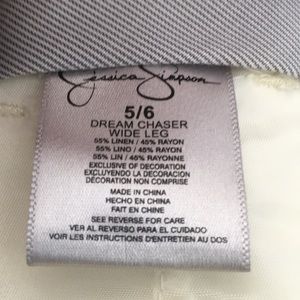 Jessica Simpson
5/6
DREAM CHASER
WIDE LEG
55% LINEN / 45% RAYON
55% LINO / 45% RAYON
55% LIN / 45% RAYONNE
EXCLUSIVE OF DECORATION
EXCLUYENDO LA DECORACION
DÉCORATION NON COMPRISE
MADE IN CHINA
HECHO EN CHINA
FAIT EN CHINE
SEE REVERSE FOR CARE
VER AL REVERSO PARA EL CUIDADO
VOIR LES INSTRUCTIONS D'ENTRETIEN AU DOS